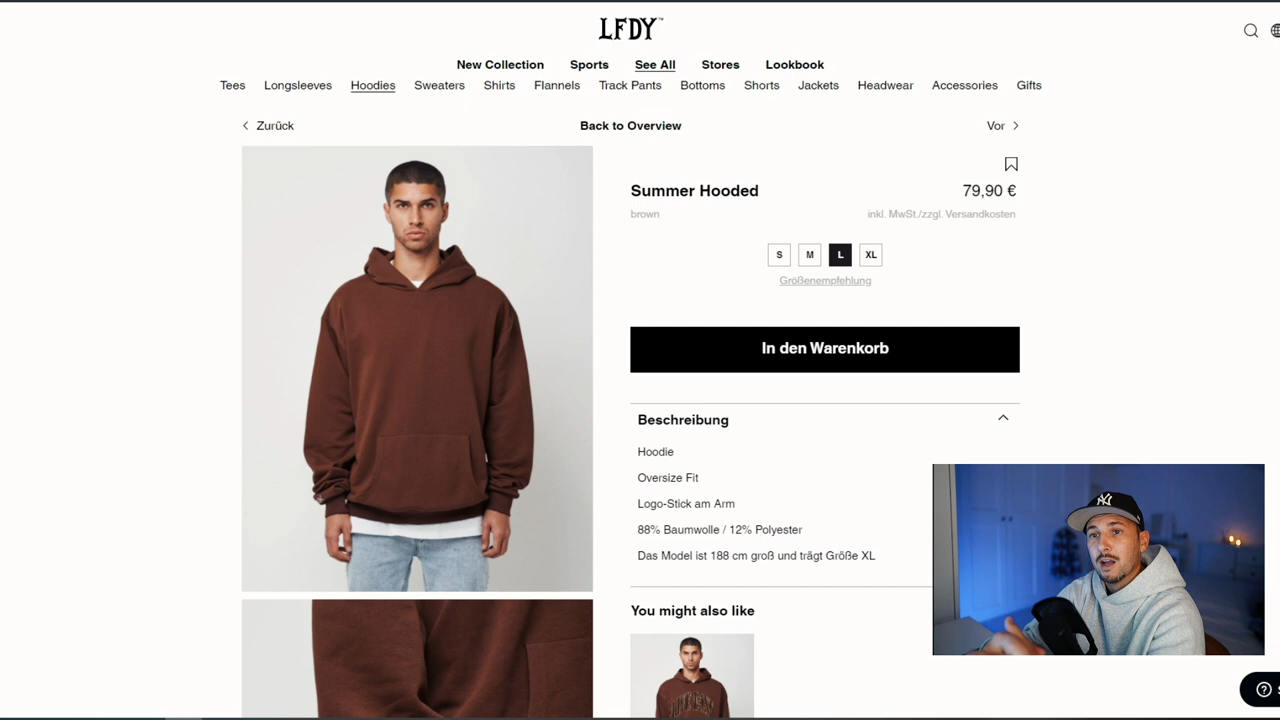 LFDY™
New Collection Sports See All Stores Lookbook
Tees Longsleeves Hoodies Sweaters Shirts Flannels Track Pants Bottoms Shorts Jackets Headwear Accessories Gifts
Zurück Back to Overview Vor
Summer Hooded 79,90 €
brown inkl. MwSt./zzgl. Versandkosten
S M L XL
Größenempfehlung
In den Warenkorb
Beschreibung
Hoodie
Oversize Fit
Logo-Stick am Arm
88% Baumwolle / 12% Polyester
Das Model ist 188 cm groß und trägt Größe XL
You might also like